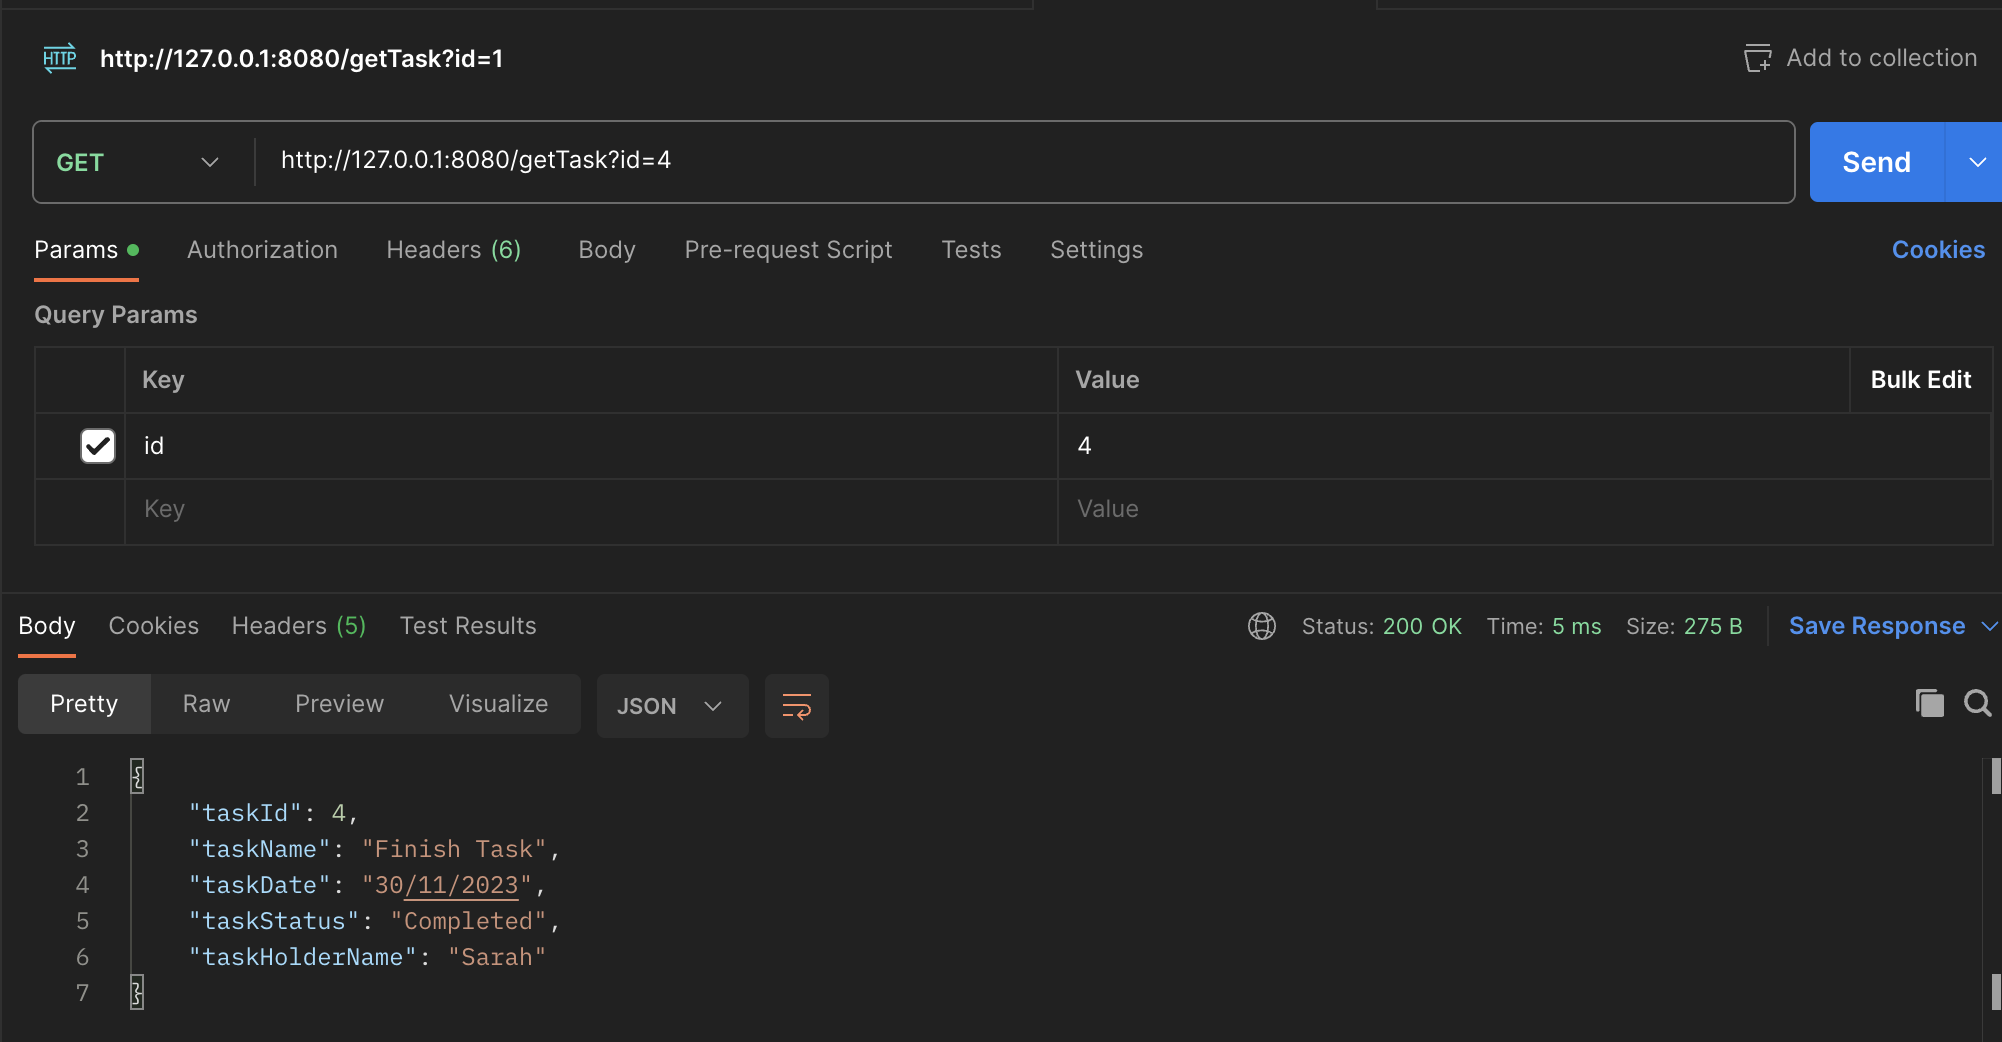 HTTP http://127.0.0.1:8080/getTask?id=1 Add to collection
GET http://127.0.0.1:8080/getTask?id=4 Send
Params Authorization Headers (6) Body Pre-request Script Tests Settings Cookies
Query Params
Key Value Bulk Edit
id 4
Key Value
Body Cookies Headers (5) Test Results Status: 200 OK Time: 5 ms Size: 275 B Save Response
Pretty Raw Preview Visualize JSON
1 {
2 "taskId": 4,
3 "taskName": "Finish Task",
4 "taskDate": "30/11/2023",
5 "taskStatus": "Completed",
6 "taskHolderName": "Sarah"
7 }